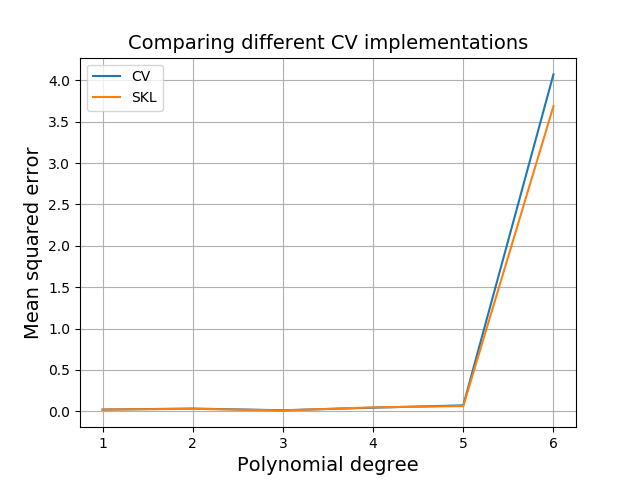 Comparing different CV implementations
CV
SKL
Mean squared error
4.0
3.5
3.0
2.5
2.0
1.5
1.0
0.5
0.0
1 2 3 4 5 6
Polynomial degree